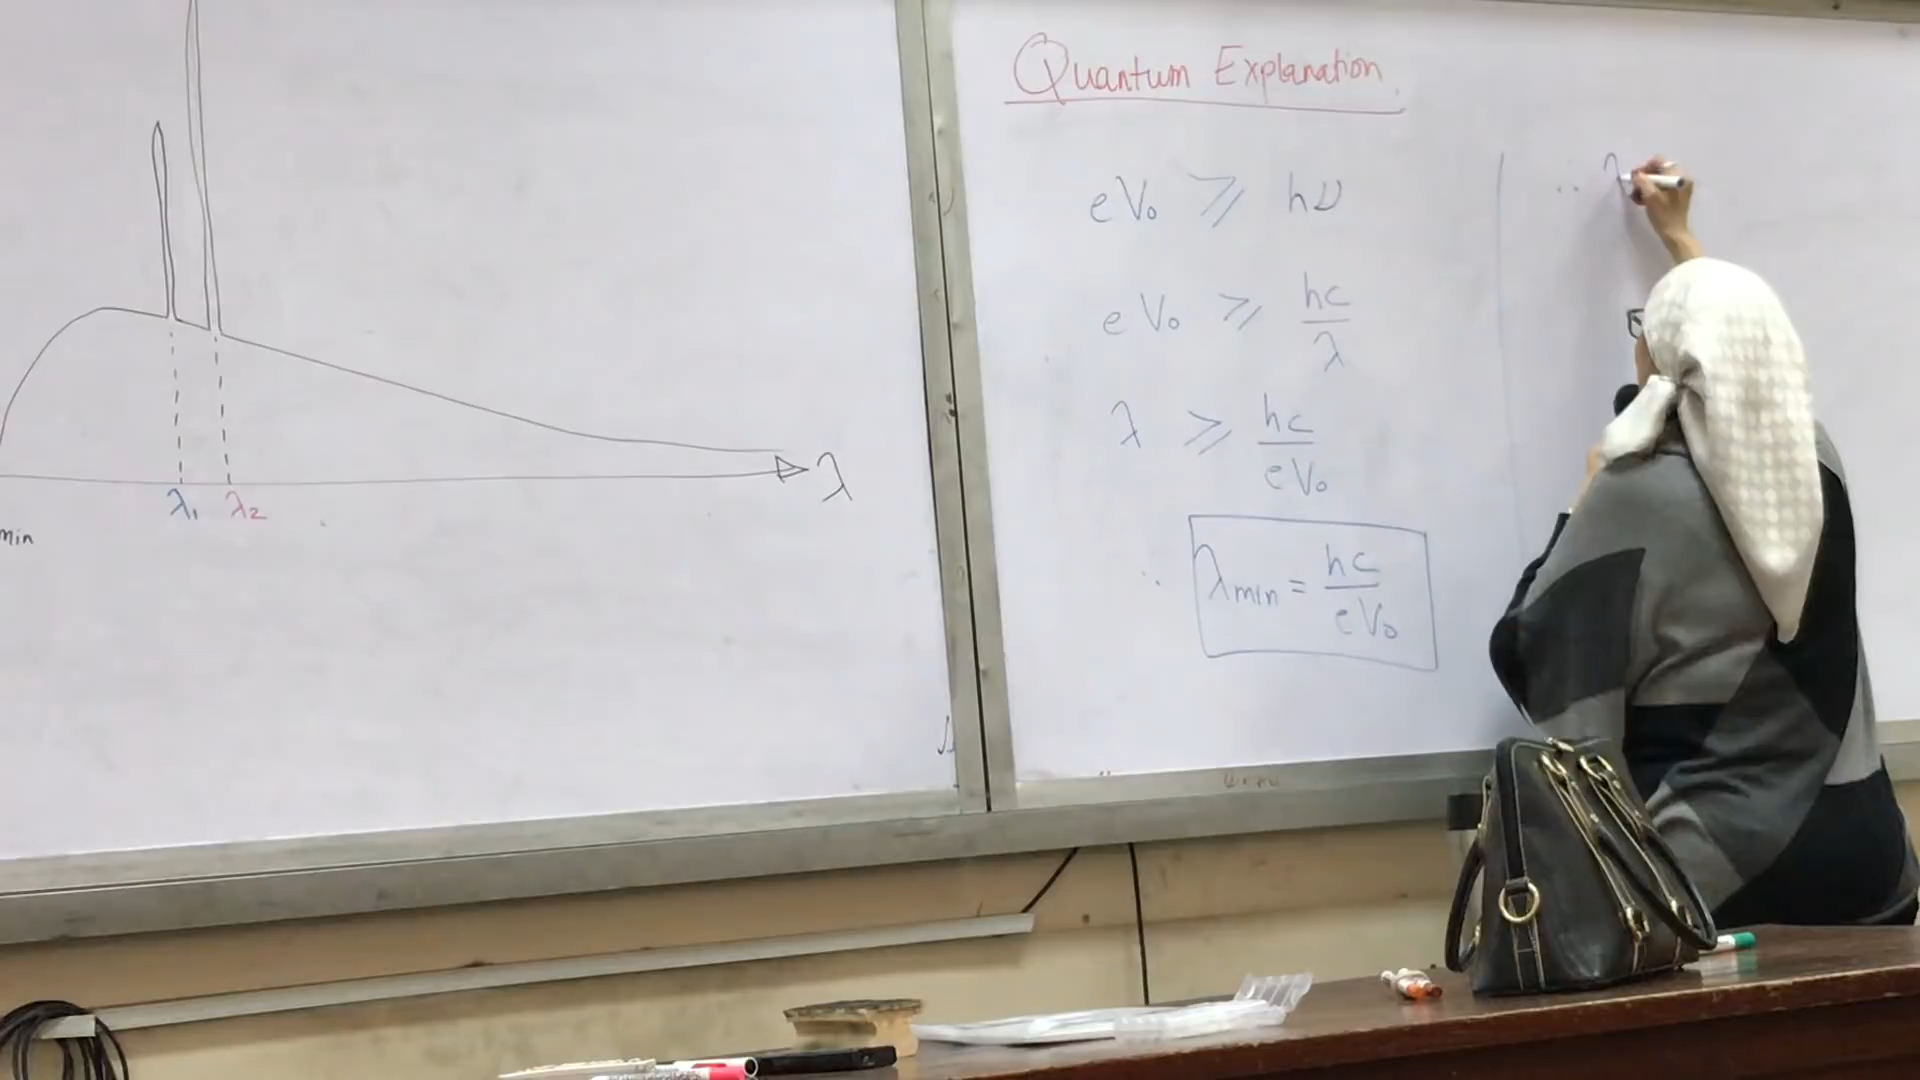 λ
λ₁ λ₂
min
Quantum Explanation
eV₀ ⩾ hν
eV₀ ⩾ hc/λ
λ ⩾ hc/eV₀
∴ λmin = hc/eV₀
∴ λ